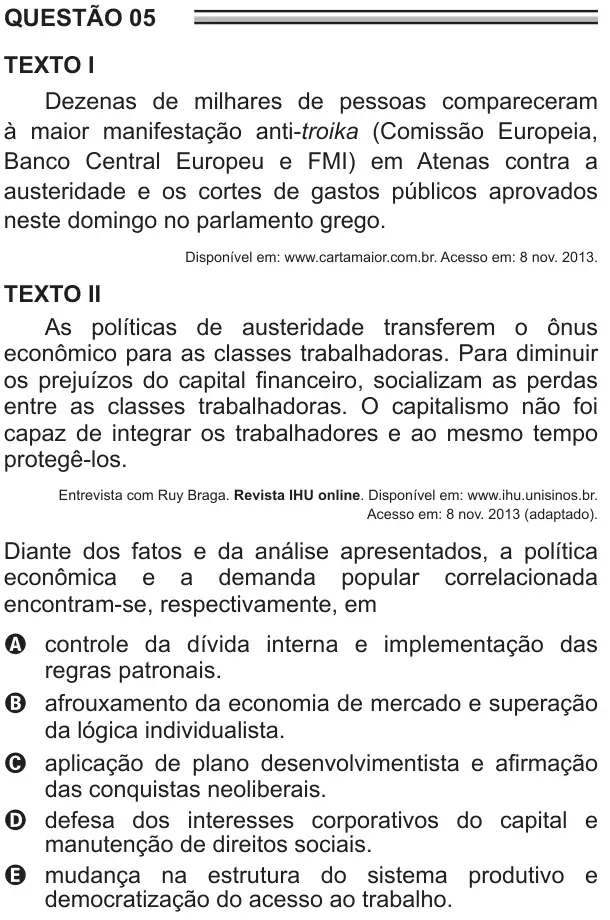 QUESTÃO 05
TEXTO I
Dezenas de milhares de pessoas compareceram
à maior manifestação anti-troika (Comissão Europeia,
Banco Central Europeu e FMI) em Atenas contra a
austeridade e os cortes de gastos públicos aprovados
neste domingo no parlamento grego.
Disponível em: www.cartamaior.com.br. Acesso em: 8 nov. 2013.
TEXTO II
As políticas de austeridade transferem o ônus
econômico para as classes trabalhadoras. Para diminuir
os prejuízos do capital financeiro, socializam as perdas
entre as classes trabalhadoras. O capitalismo não foi
capaz de integrar os trabalhadores e ao mesmo tempo
protegê-los.
Entrevista com Ruy Braga. Revista IHU online. Disponível em: www.ihu.unisinos.br.
Acesso em: 8 nov. 2013 (adaptado).
Diante dos fatos e da análise apresentados, a política
econômica e a demanda popular correlacionada
encontram-se, respectivamente, em
A controle da dívida interna e implementação das
regras patronais.
B afrouxamento da economia de mercado e superação
da lógica individualista.
C aplicação de plano desenvolvimentista e afirmação
das conquistas neoliberais.
D defesa dos interesses corporativos do capital e
manutenção de direitos sociais.
E mudança na estrutura do sistema produtivo e
democratização do acesso ao trabalho.